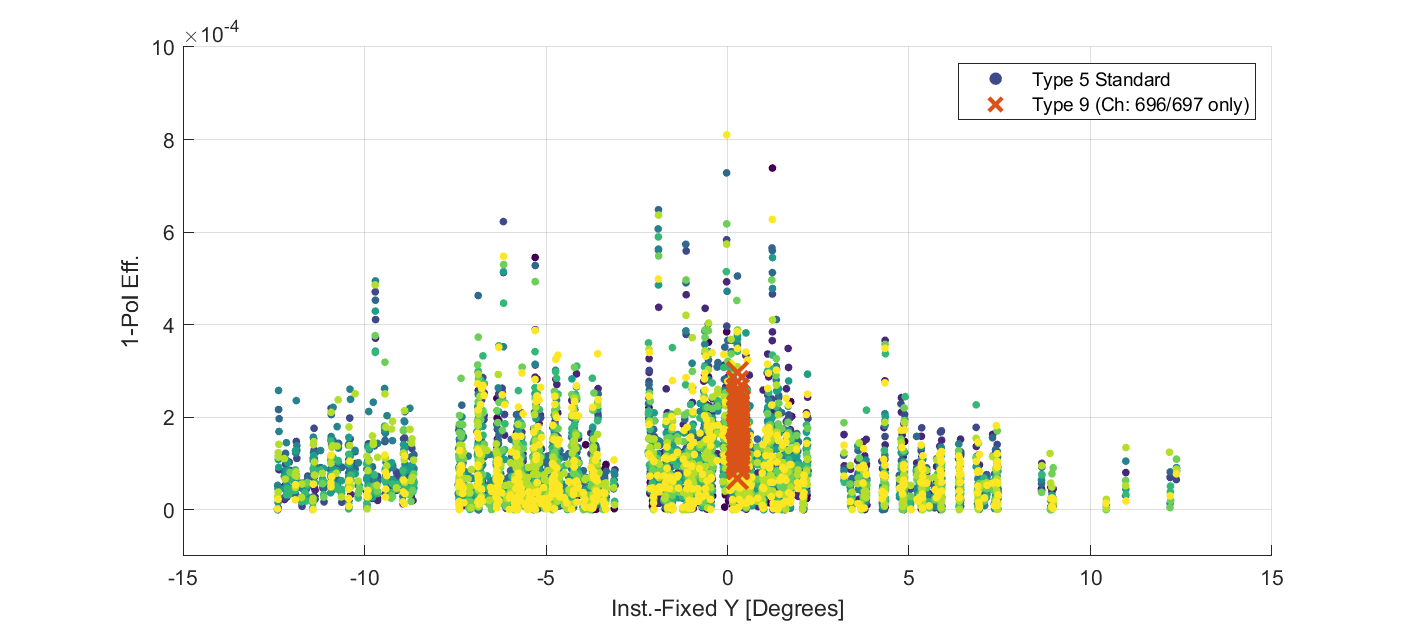 ×10-4
10
8
6
4
2
0
1-Pol Eff.
-15 -10 -5 0 5 10 15
Inst.-Fixed Y [Degrees]
Type 5 Standard
Type 9 (Ch: 696/697 only)